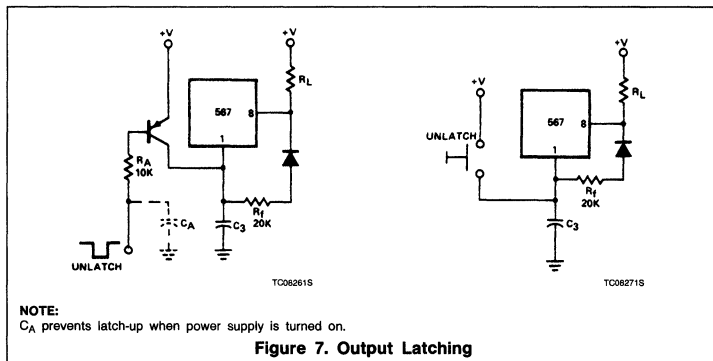 +V
+V
RL
567
8
1
RA
10K
Rf
20K
CA
C3
UNLATCH
TC08261S
+V
+V
RL
567
8
UNLATCH
1
Rf
20K
C3
TC08271S
NOTE:
CA prevents latch-up when power supply is turned on.
Figure 7. Output Latching